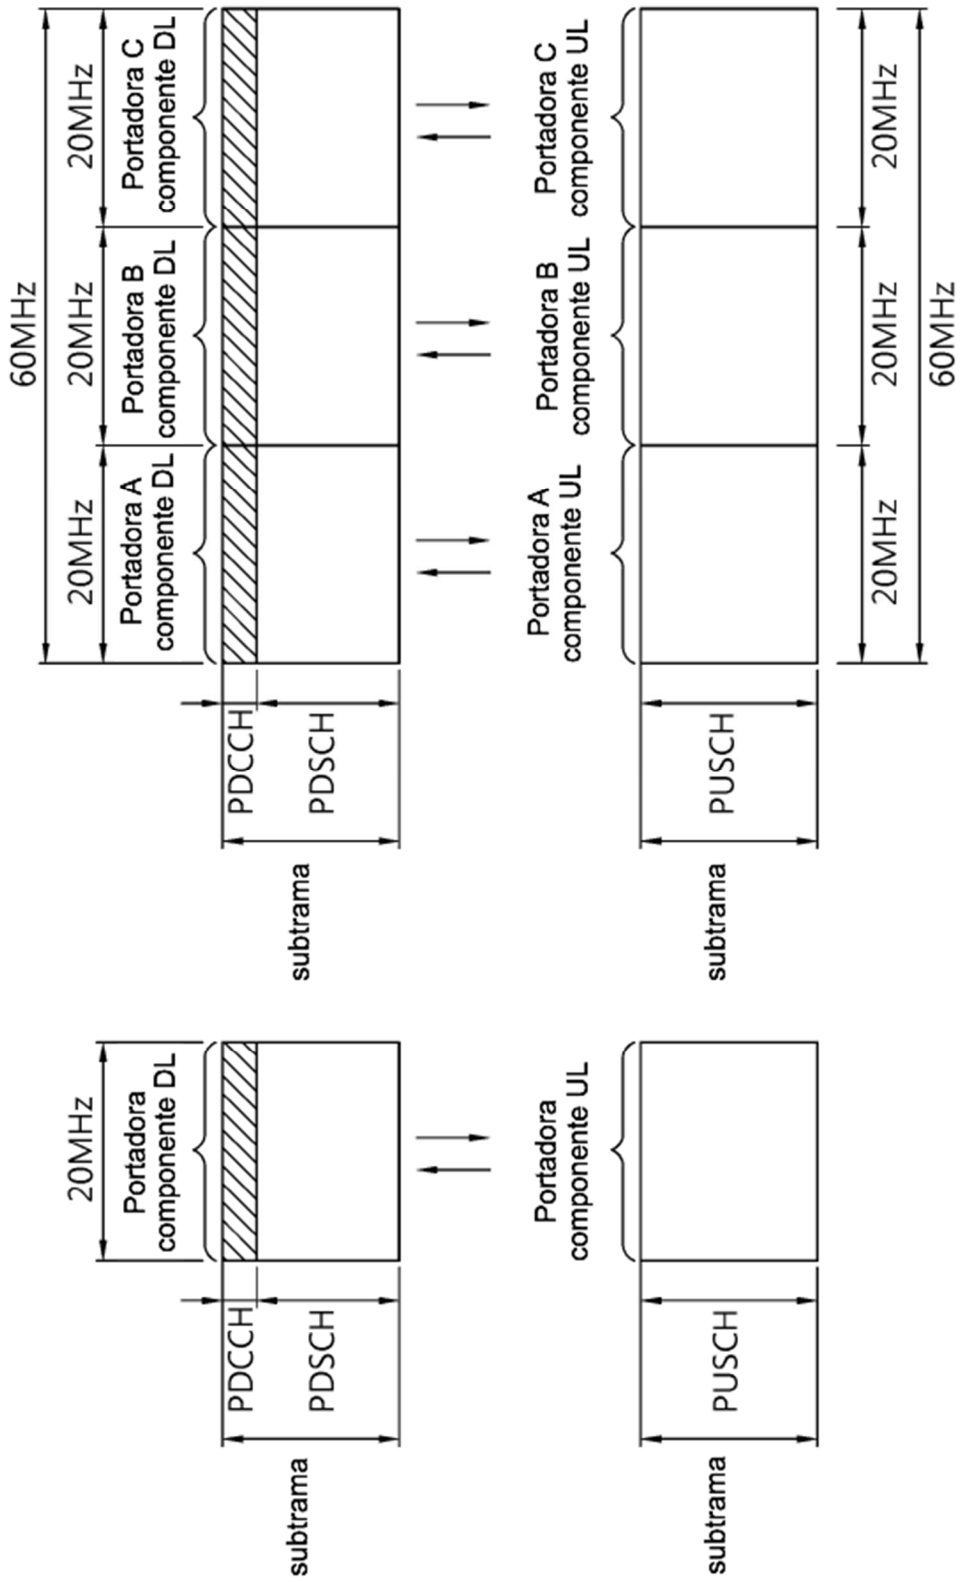 20MHz
Portadora
componente DL
PDCCH
PDSCH
subtrama
Portadora
componente UL
PUSCH
subtrama
60MHz
20MHz
20MHz
20MHz
Portadora A
componente DL
Portadora B
componente DL
Portadora C
componente DL
PDCCH
PDSCH
subtrama
Portadora A
componente UL
Portadora B
componente UL
Portadora C
componente UL
PUSCH
subtrama
20MHz
20MHz
20MHz
60MHz